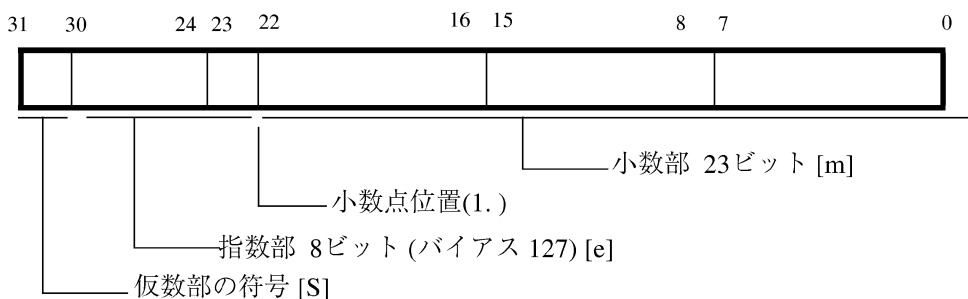 31 30 24 23 22 16 15 8 7 0
小数部 23ビット [m]
小数点位置(1. )
指数部 8ビット (バイアス 127) [e]
仮数部の符号 [S]